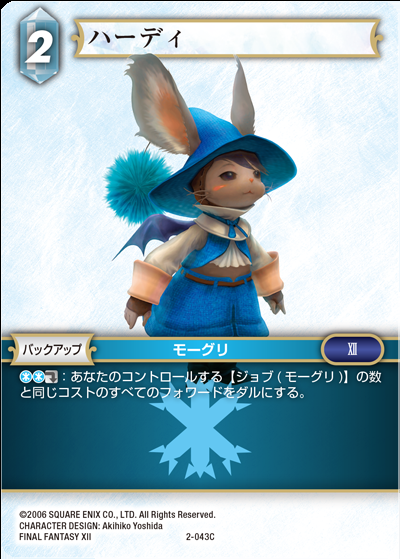 2
ハーディ
バックアップ
モーグリ
XII
：あなたのコントロールする【ジョブ(モーグリ)】の数
と同じコストのすべてのフォワードをダルにする。
©2006 SQUARE ENIX CO., LTD. All Rights Reserved.
CHARACTER DESIGN: Akihiko Yoshida
FINAL FANTASY XII
2-043C